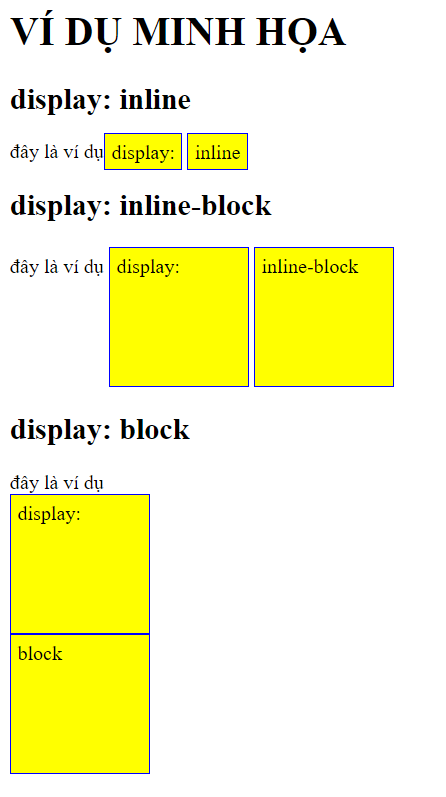 VÍ DỤ MINH HỌA
display: inline
đây là ví dụ display: inline
display: inline-block
đây là ví dụ display: inline-block
display: block
đây là ví dụ
display:
block